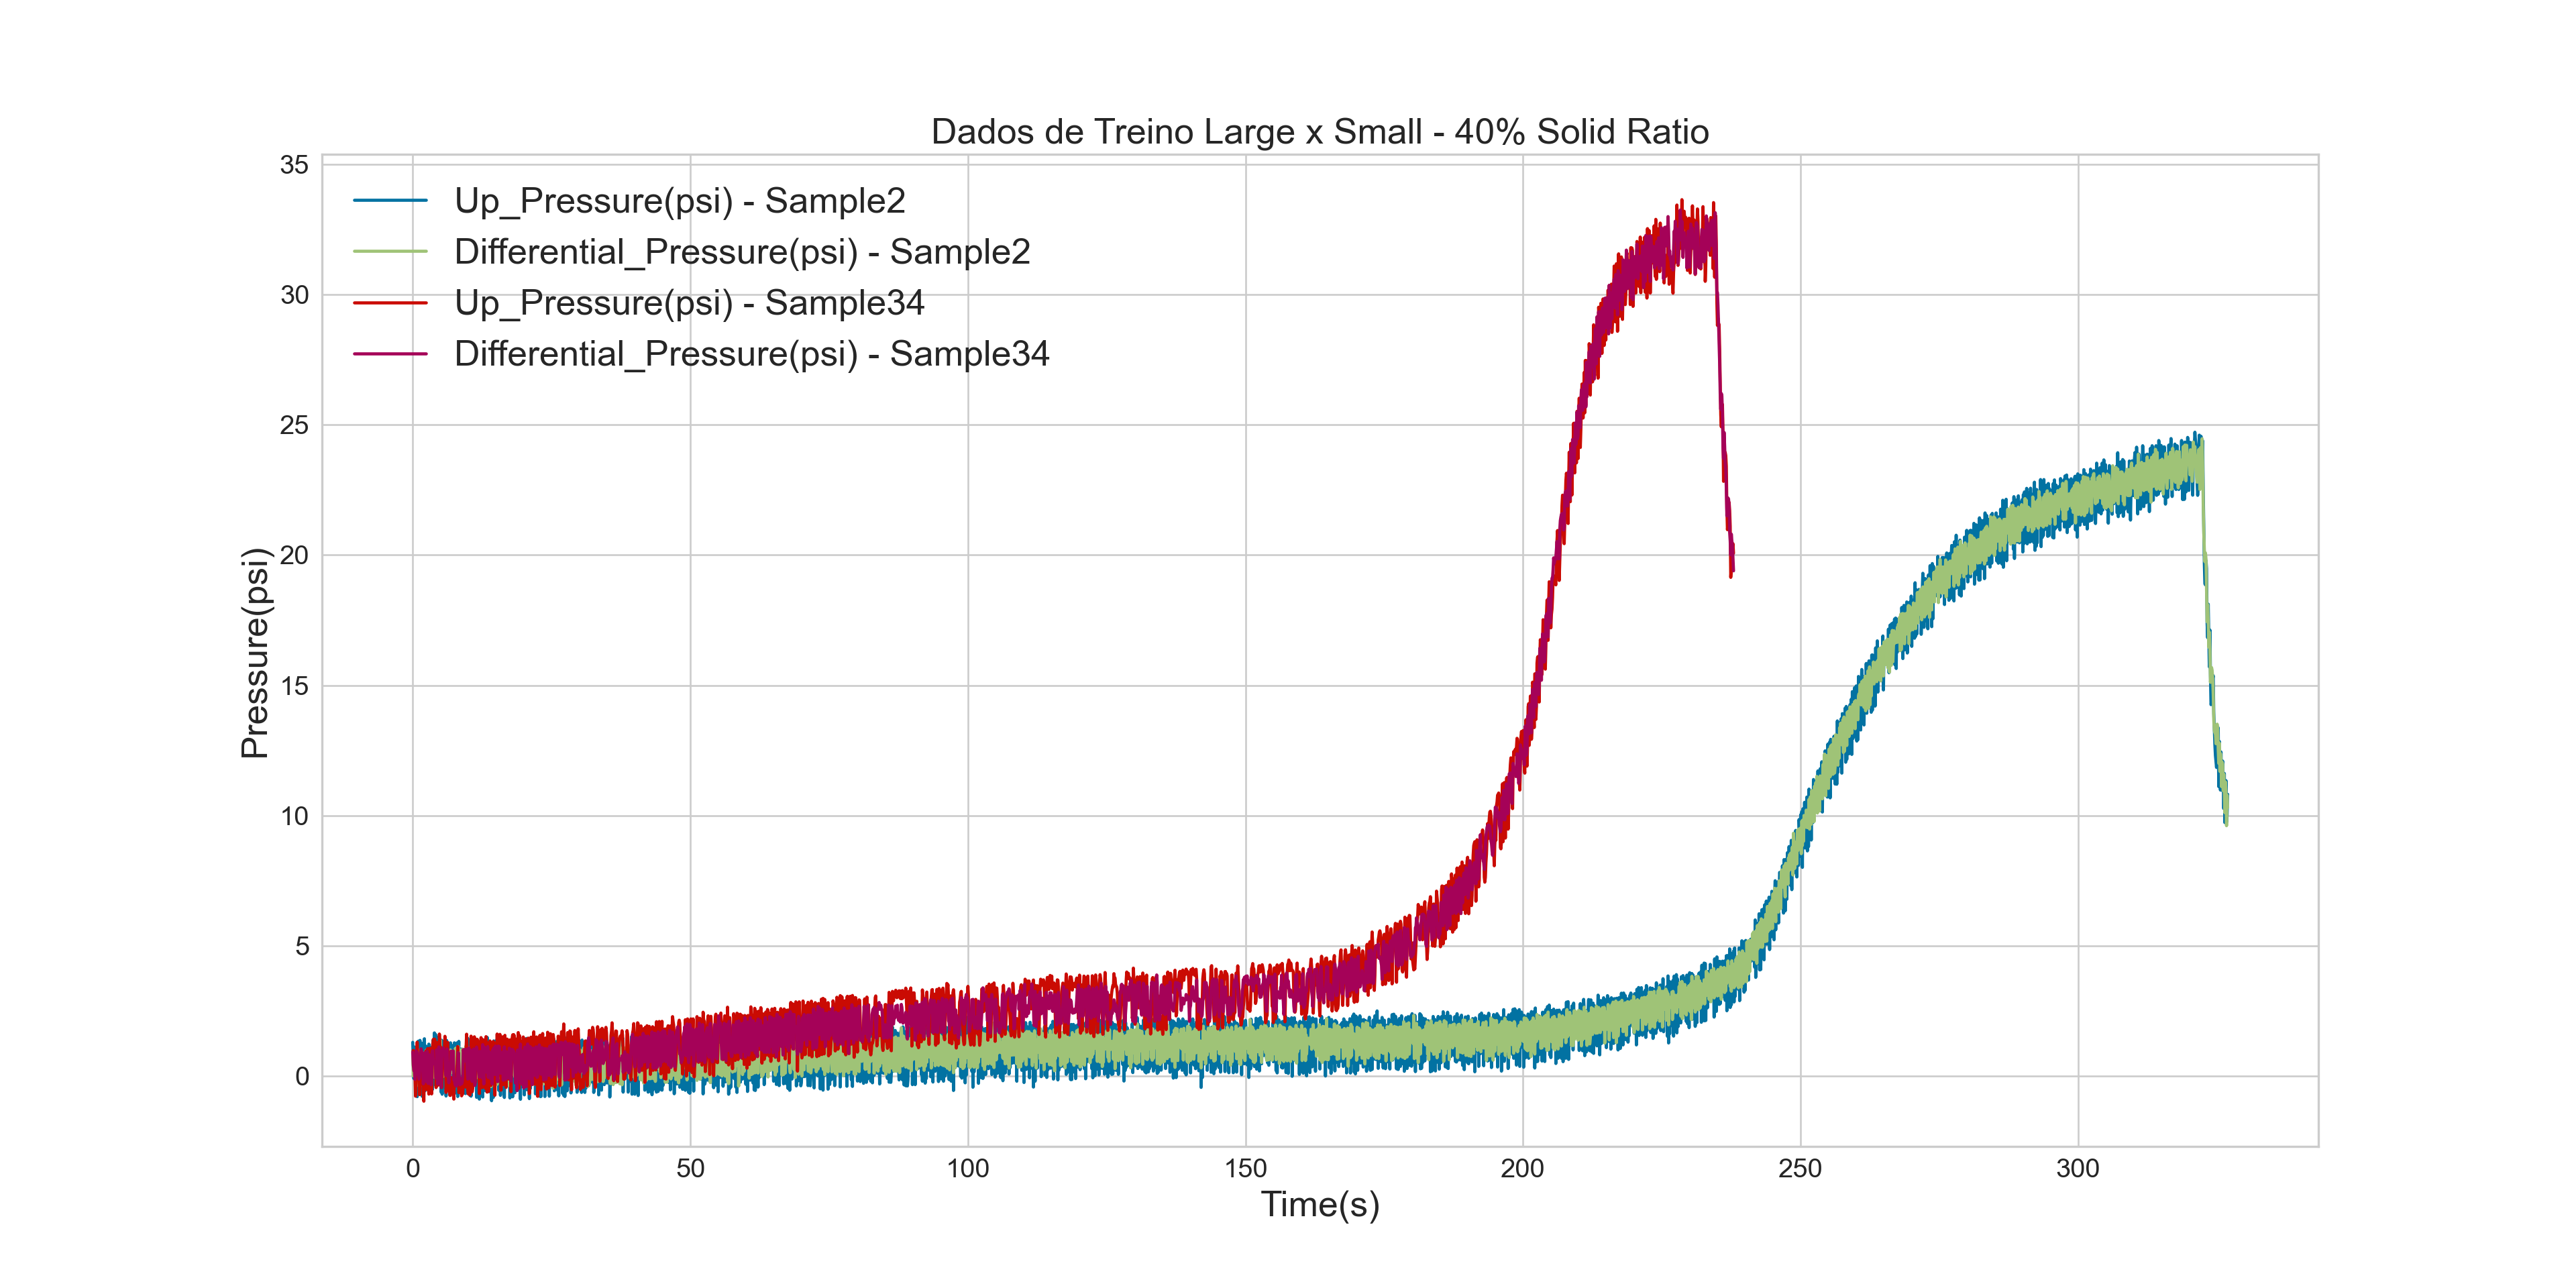 Dados de Treino Large x Small - 40% Solid Ratio
35
30
25
20
15
10
5
0
Pressure(psi)
Up_Pressure(psi) - Sample2
Differential_Pressure(psi) - Sample2
Up_Pressure(psi) - Sample34
Differential_Pressure(psi) - Sample34
0 50 100 150 200 250 300
Time(s)